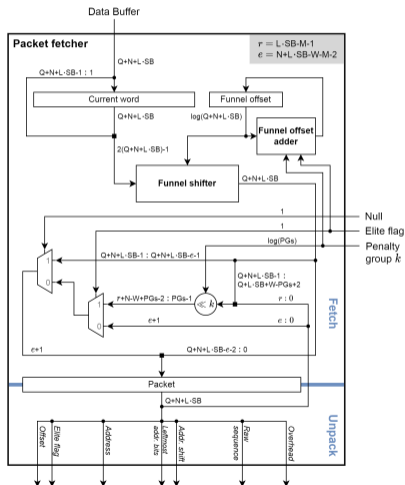 Data Buffer
Packet fetcher
r = L·SB-M-1
e = N+L·SB-W-M-2
Q+N+L·SB
Q+N+L·SB-1 : 1
Current word
Funnel offset
Q+N+L·SB
log(Q+N+L·SB)
Funnel offset
adder
2(Q+N+L·SB)-1
Funnel shifter
Q+N+L·SB
1
Null
1
Elite flag
log(PGs)
Penalty
group k
Q+N+L·SB-1 : Q+N+L·SB-e-1
1
0
Q+N+L·SB-1 :
Q+L·SB+W-PGs+2
r+N-W+PGs-2 : PGs-1
≪ k
r : 0
1
0
e+1
e : 0
Fetch
e+1
Q+N+L·SB-e-2 : 0
Packet
Q+N+L·SB
Unpack
Offset
Elite flag
Address
Leftmost
addr bits
Addr. shift
Raw
sequence
Overhead